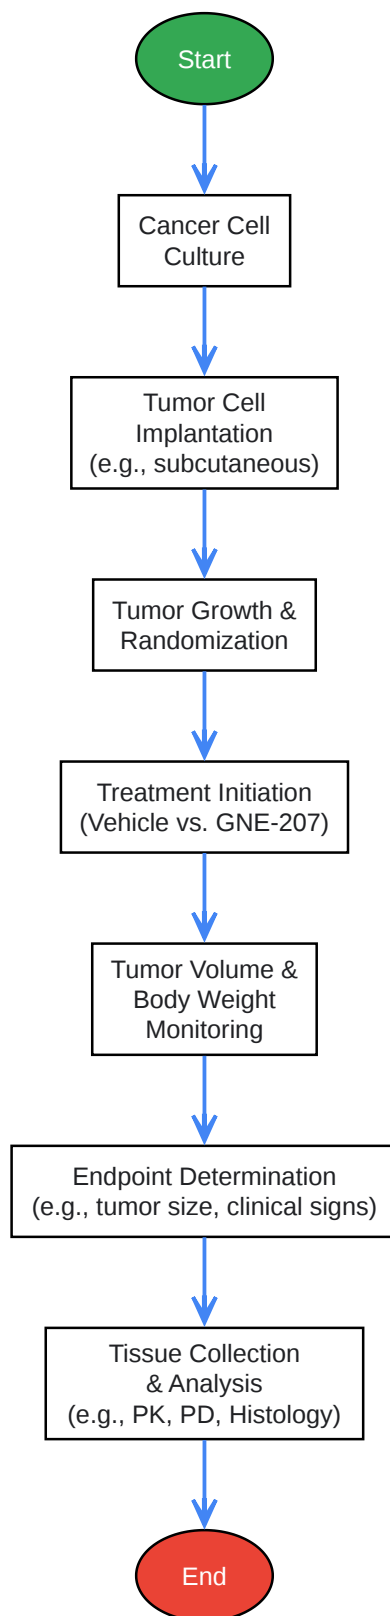 Start
Cancer Cell
Culture
Tumor Cell
Implantation
(e.g., subcutaneous)
Tumor Growth &
Randomization
Treatment Initiation
(Vehicle vs. GNE-207)
Tumor Volume &
Body Weight
Monitoring
Endpoint Determination
(e.g., tumor size, clinical signs)
Tissue Collection
& Analysis
(e.g., PK, PD, Histology)
End